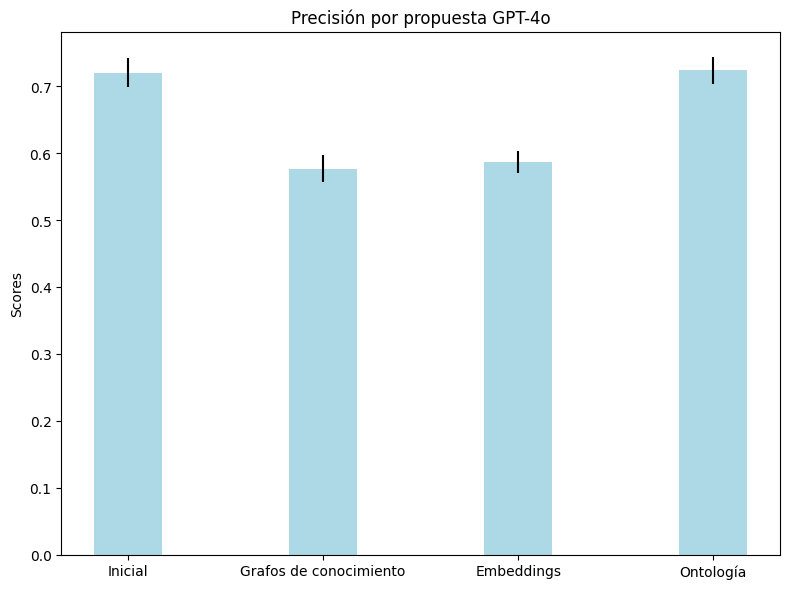 Precisión por propuesta GPT-4o
Scores
0.7
0.6
0.5
0.4
0.3
0.2
0.1
0.0
Inicial
Grafos de conocimiento
Embeddings
Ontología